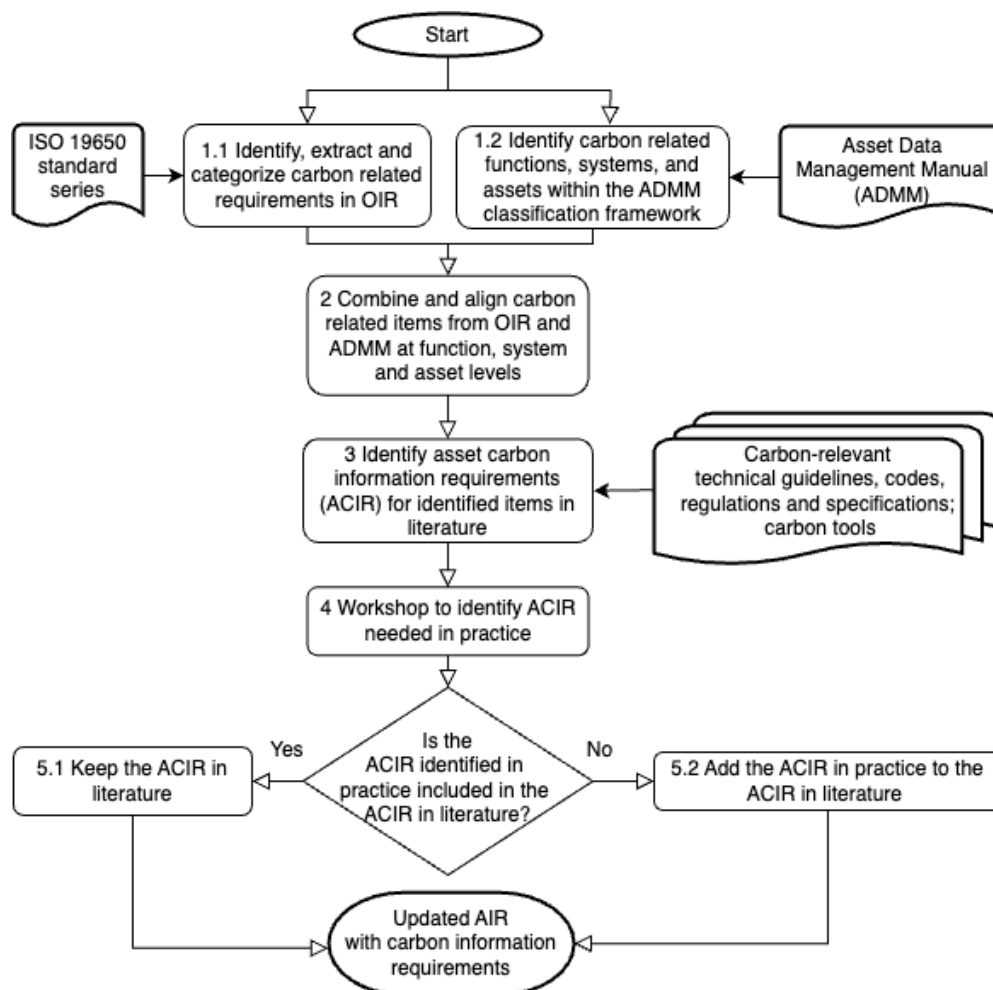 Start
ISO 19650
standard
series
1.1 Identify, extract and
categorize carbon related
requirements in OIR
1.2 Identify carbon related
functions, systems, and
assets within the ADMM
classification framework
Asset Data
Management Manual
(ADMM)
2 Combine and align carbon
related items from OIR and
ADMM at function, system
and asset levels
3 Identify asset carbon
information requirements
(ACIR) for identified items in
literature
Carbon-relevant
technical guidelines, codes,
regulations and specifications;
carbon tools
4 Workshop to identify ACIR
needed in practice
Is the
ACIR identified in
practice included in the
ACIR in literature?
Yes
No
5.1 Keep the ACIR in
literature
5.2 Add the ACIR in practice to the
ACIR in literature
Updated AIR
with carbon information
requirements